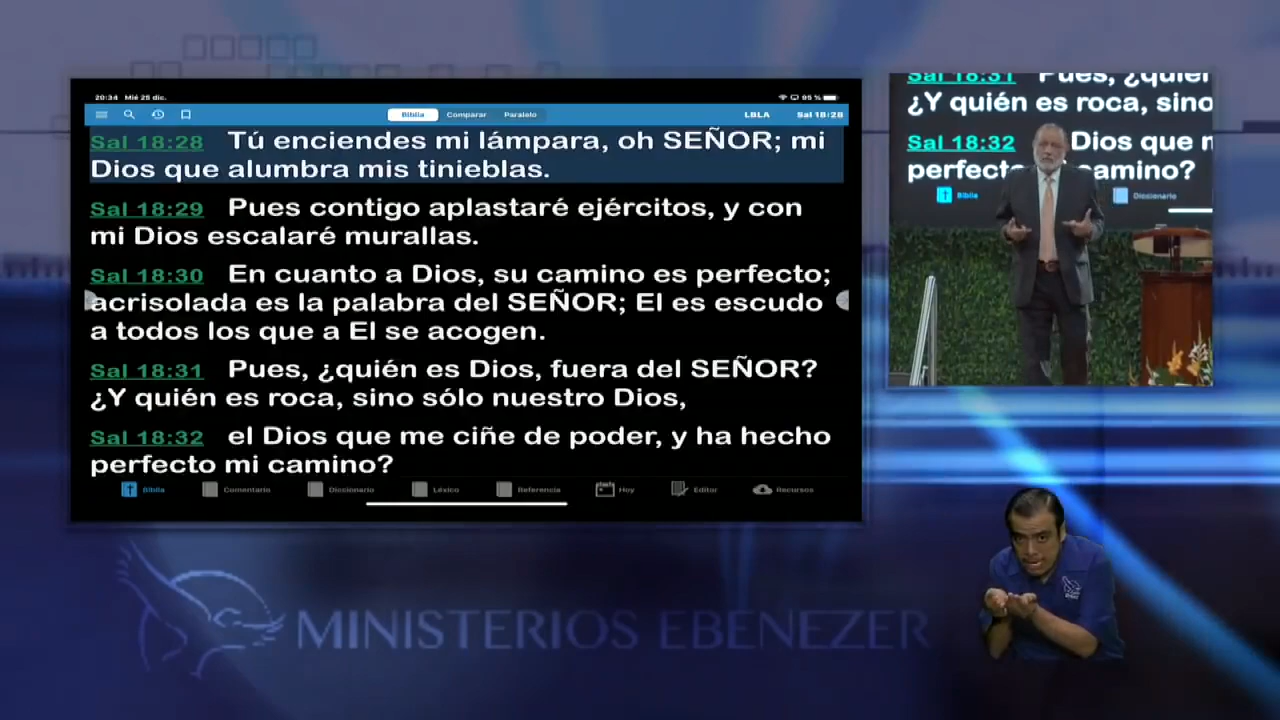 20:34 Mié 25 dic.
95 %
Biblia Comparar Paralelo
LBLA Sal 18:28
Sal 18:28 Tú enciendes mi lámpara, oh SEÑOR; mi
Dios que alumbra mis tinieblas.
Sal 18:29 Pues contigo aplastaré ejércitos, y con
mi Dios escalaré murallas.
Sal 18:30 En cuanto a Dios, su camino es perfecto;
acrisolada es la palabra del SEÑOR; El es escudo
a todos los que a El se acogen.
Sal 18:31 Pues, ¿quién es Dios, fuera del SEÑOR?
¿Y quién es roca, sino sólo nuestro Dios,
Sal 18:32 el Dios que me ciñe de poder, y ha hecho
perfecto mi camino?
Biblia Comentario Diccionario Léxico Referencia Hoy Editar Recursos
Sal 18:31 Pues, ¿quier
¿Y quién es roca, sino
Sal 18:32 Dios que
perfecto camino?
Biblia Diccionario
MINISTERIOS EBENEZER